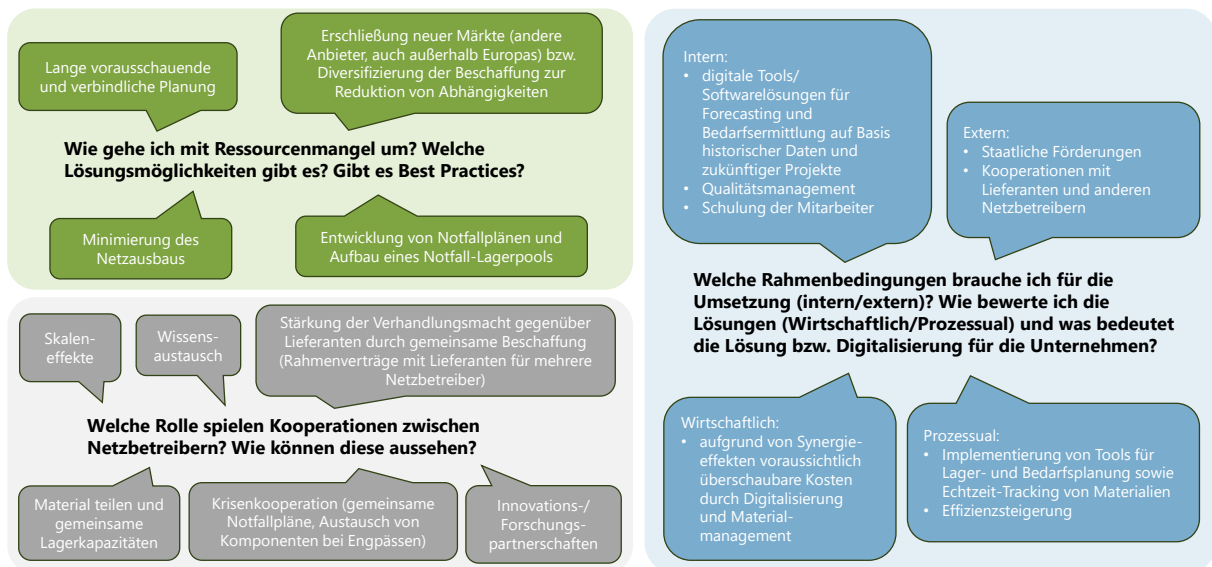 Lange vorausschauende
und verbindliche Planung
Erschließung neuer Märkte (andere
Anbieter, auch außerhalb Europas) bzw.
Diversifizierung der Beschaffung zur
Reduktion von Abhängigkeiten
Wie gehe ich mit Ressourcenmangel um? Welche
Lösungsmöglichkeiten gibt es? Gibt es Best Practices?
Minimierung des
Netzausbaus
Entwicklung von Notfallplänen und
Aufbau eines Notfall-Lagerpools
Skalen-
effekte
Wissens-
austausch
Stärkung der Verhandlungsmacht gegenüber
Lieferanten durch gemeinsame Beschaffung
(Rahmenverträge mit Lieferanten für mehrere
Netzbetreiber)
Welche Rolle spielen Kooperationen zwischen
Netzbetreibern? Wie können diese aussehen?
Material teilen und
gemeinsame
Lagerkapazitäten
Krisenkooperation (gemeinsame
Notfallpläne, Austausch von
Komponenten bei Engpässen)
Innovations-/
Forschungs-
partnerschaften
Intern:
• digitale Tools/
Softwarelösungen für
Forecasting und
Bedarfsermittlung auf Basis
historischer Daten und
zukünftiger Projekte
• Qualitätsmanagement
• Schulung der Mitarbeiter
Extern:
• Staatliche Förderungen
• Kooperationen mit
Lieferanten und anderen
Netzbetreibern
Welche Rahmenbedingungen brauche ich für die
Umsetzung (intern/extern)? Wie bewerte ich die
Lösungen (Wirtschaftlich/Prozessual) und was bedeutet
die Lösung bzw. Digitalisierung für die Unternehmen?
Wirtschaftlich:
• aufgrund von Synergie-
effekten voraussichtlich
überschaubare Kosten
durch Digitalisierung
und Material-
management
Prozessual:
• Implementierung von Tools für
Lager- und Bedarfsplanung sowie
Echtzeit-Tracking von Materialien
• Effizienzsteigerung